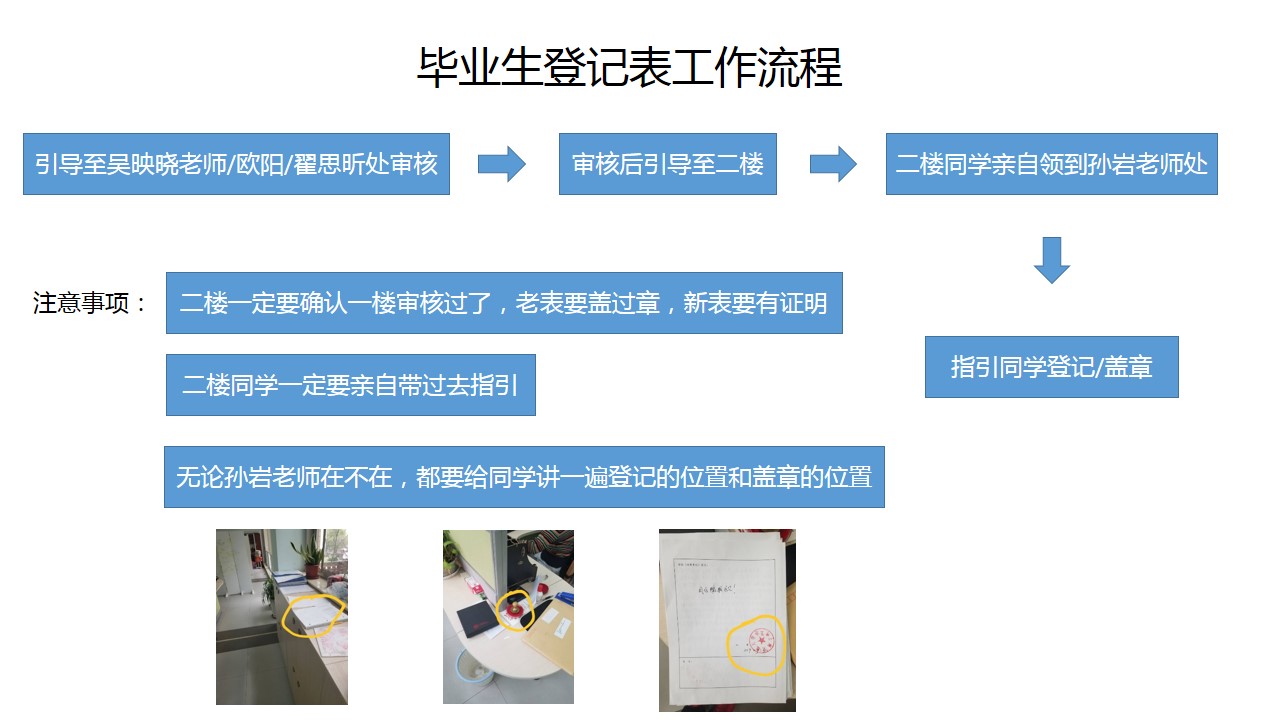 毕业生登记表工作流程
引导至吴映晓老师/欧阳/翟思昕处审核
审核后引导至二楼
二楼同学亲自领到孙岩老师处
注意事项：
二楼一定要确认一楼审核过了，老表要盖过章，新表要有证明
二楼同学一定要亲自带过去指引
指引同学登记/盖章
无论孙岩老师在不在，都要给同学讲一遍登记的位置和盖章的位置